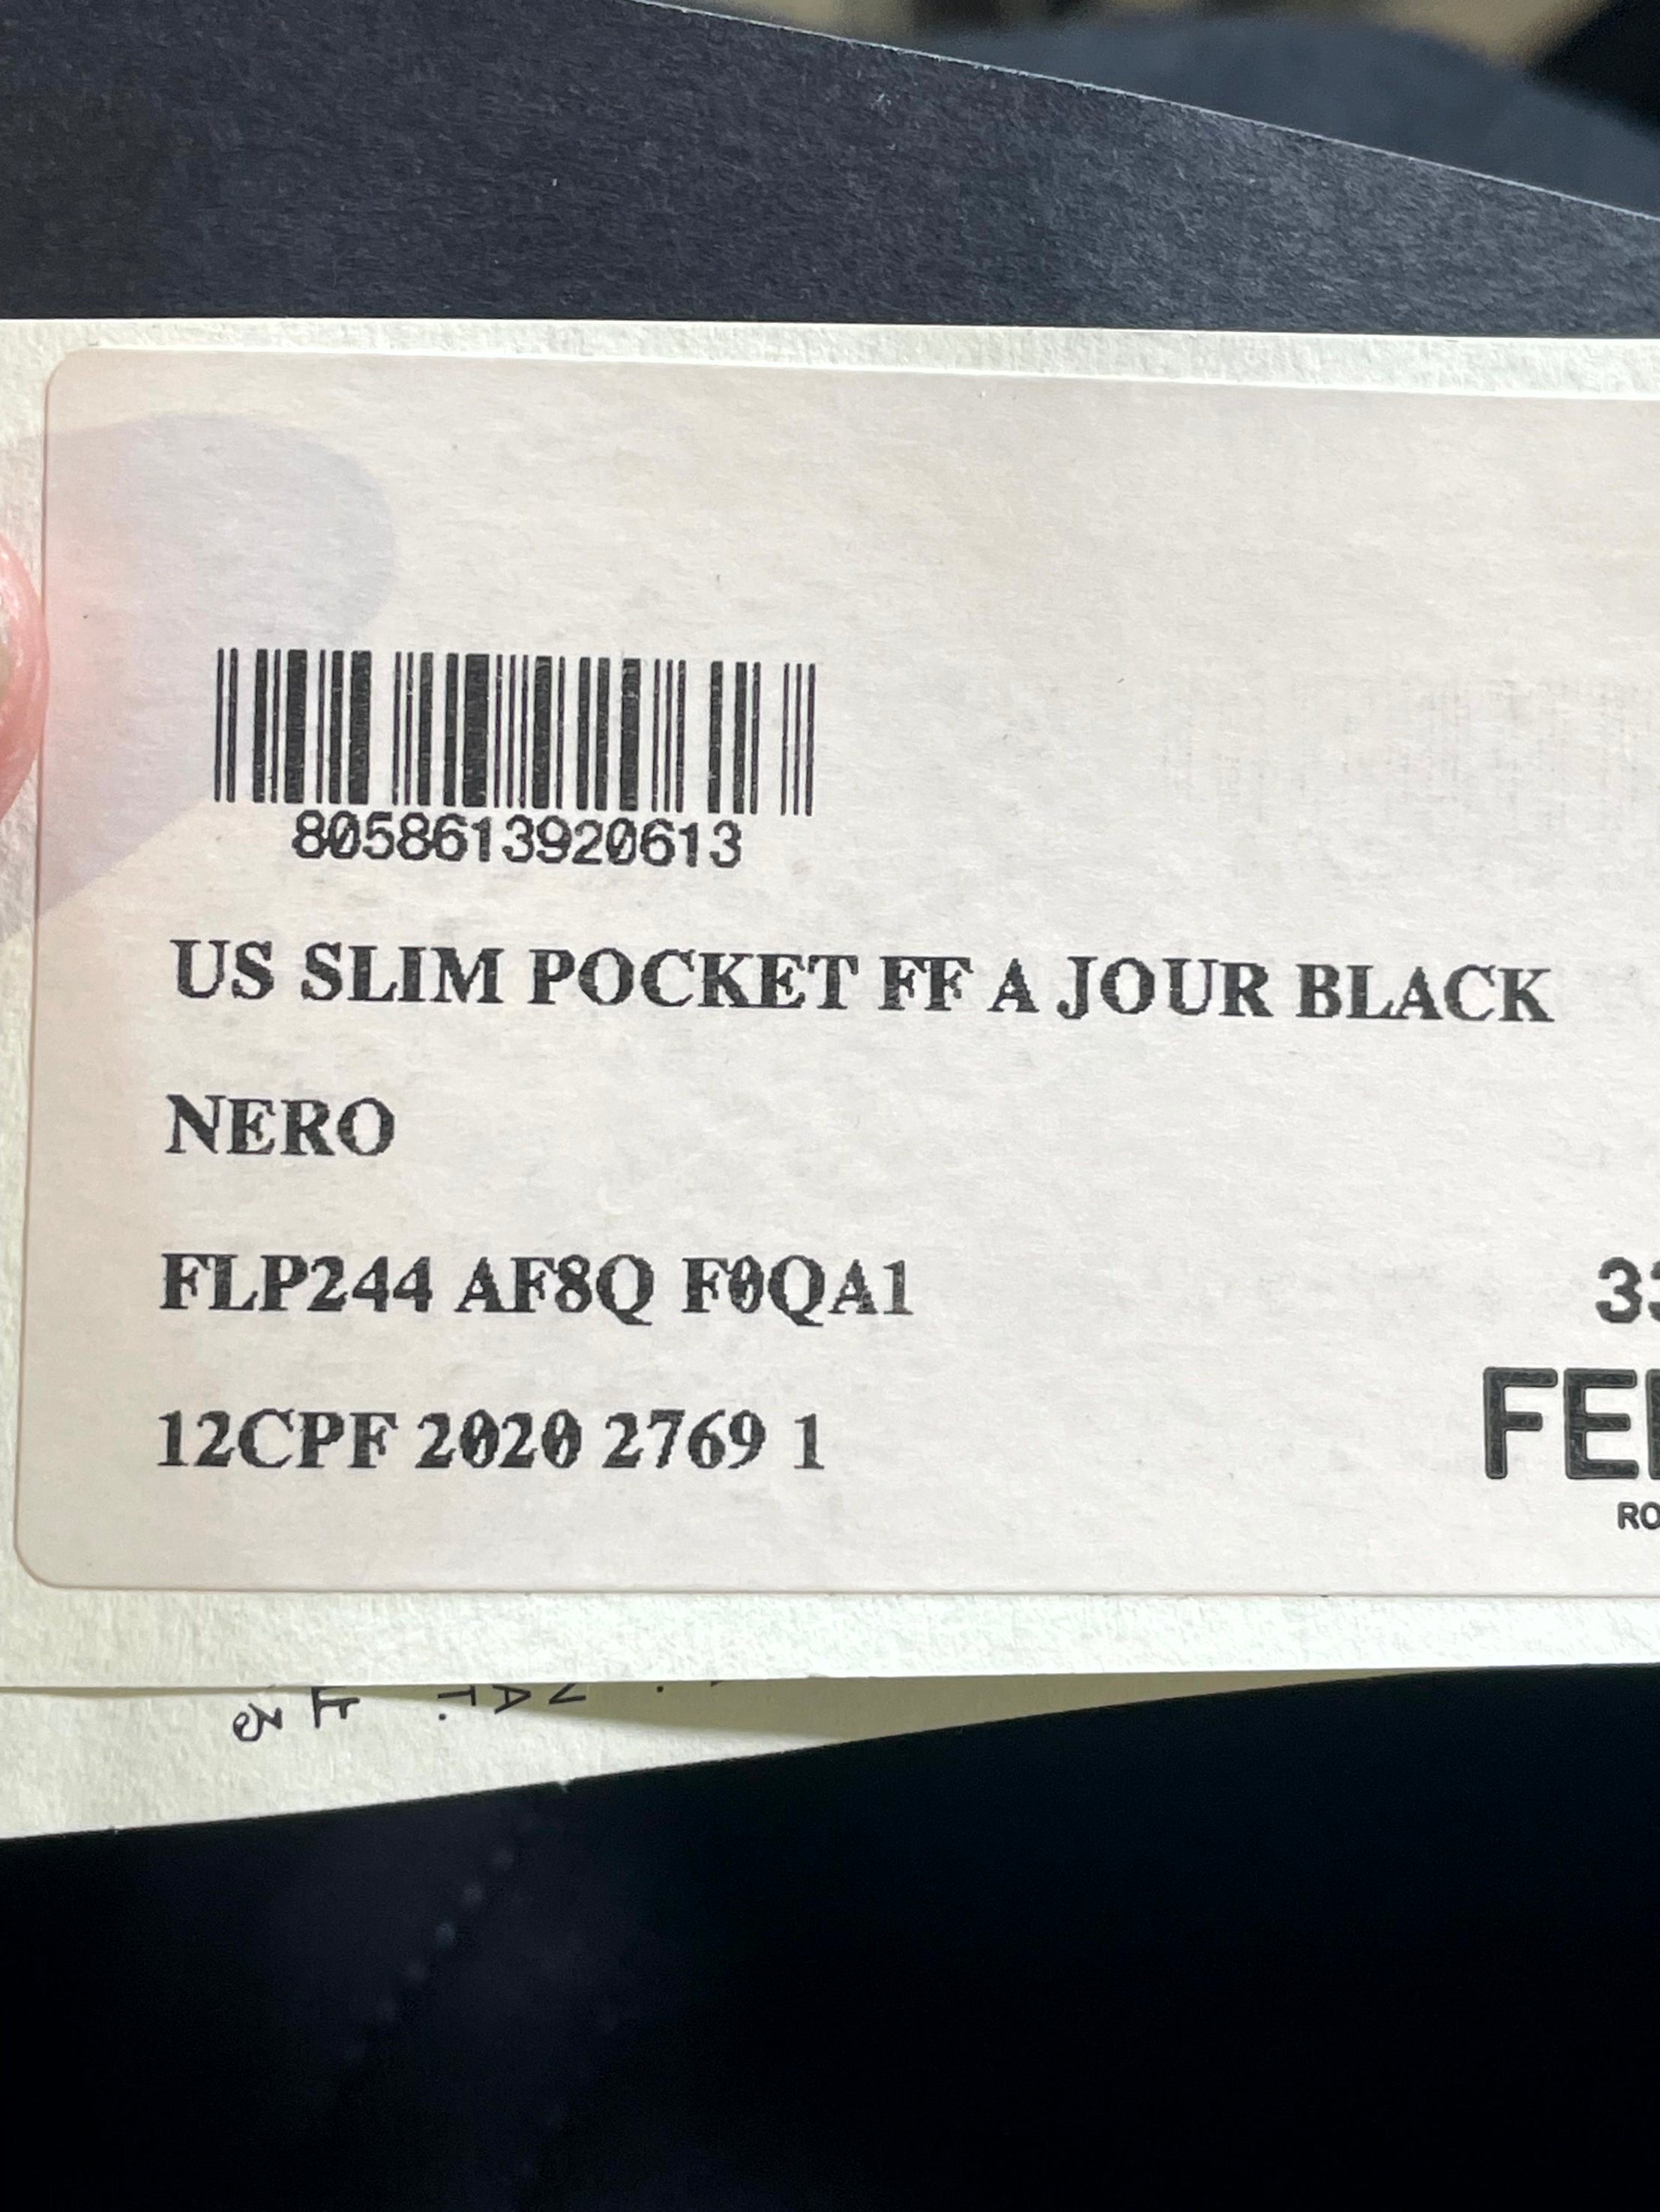 8058613920613
US SLIM POCKET FF A JOUR BLACK
NERO
FLP244 AF8Q F0QA1
12CPF 2020 2769 1